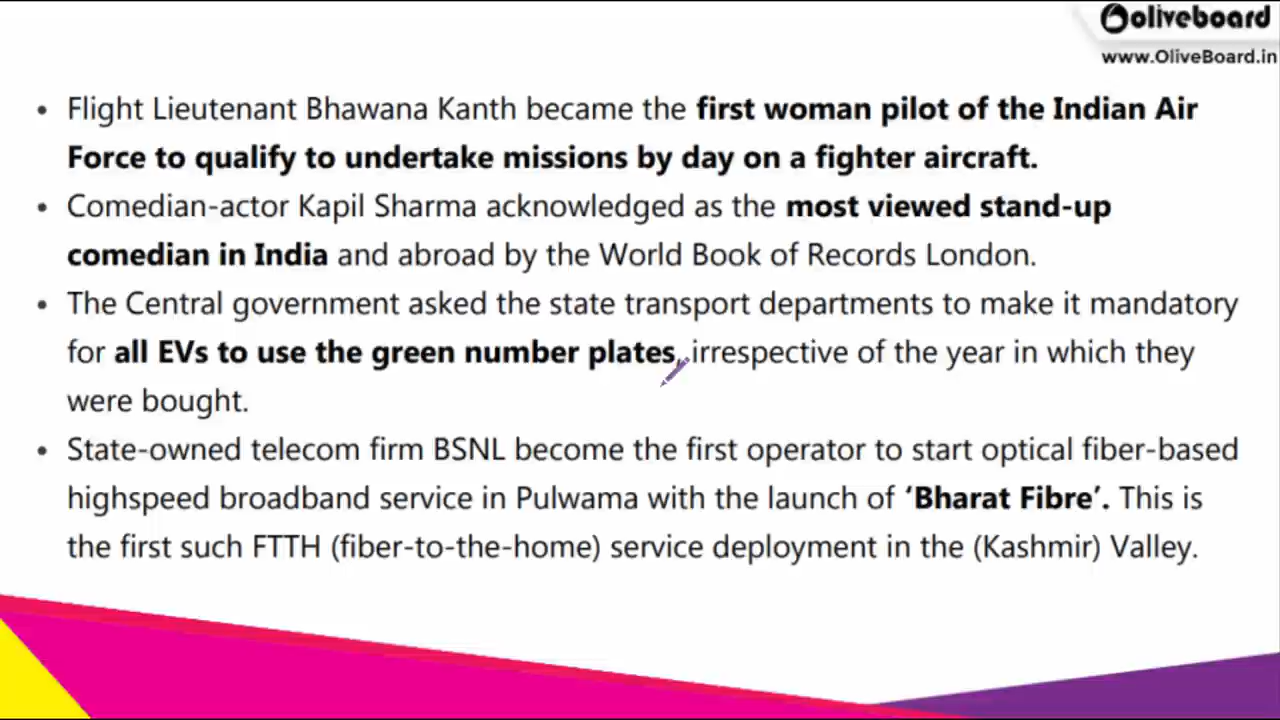 oliveboard
www.OliveBoard.in
• Flight Lieutenant Bhawana Kanth became the first woman pilot of the Indian Air
Force to qualify to undertake missions by day on a fighter aircraft.
• Comedian-actor Kapil Sharma acknowledged as the most viewed stand-up
comedian in India and abroad by the World Book of Records London.
• The Central government asked the state transport departments to make it mandatory
for all EVs to use the green number plates, irrespective of the year in which they
were bought.
• State-owned telecom firm BSNL become the first operator to start optical fiber-based
highspeed broadband service in Pulwama with the launch of ‘Bharat Fibre’. This is
the first such FTTH (fiber-to-the-home) service deployment in the (Kashmir) Valley.